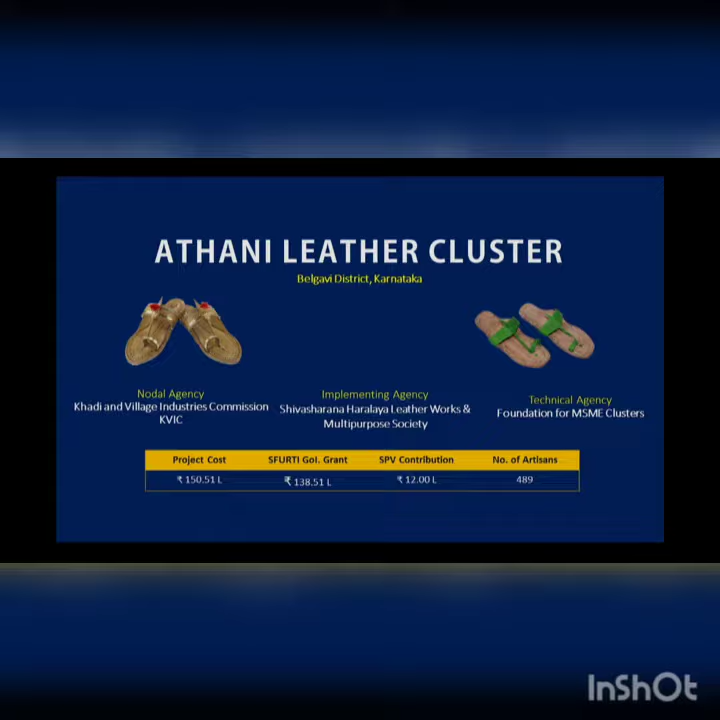 ATHANI LEATHER CLUSTER
Belgavi District, Karnataka
Nodal Agency
Khadi and Village Industries Commission
KVIC
Implementing Agency
Shivasharana Haralaya Leather Works &
Multipurpose Society
Technical Agency
Foundation for MSME Clusters
Project Cost SFURTI GoI. Grant SPV Contribution No. of Artisans
₹ 150.51 L ₹ 138.51 L ₹ 12.00 L 489
InShOt